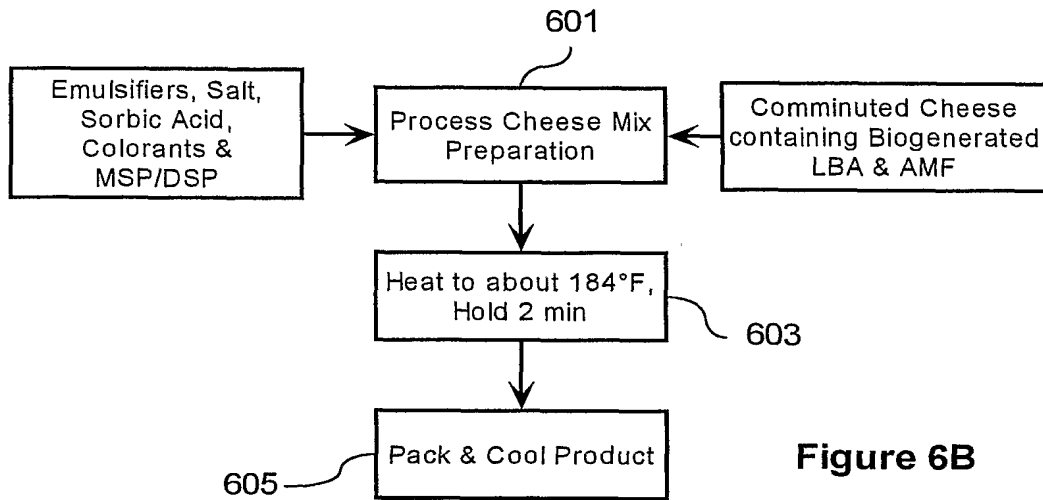 601
Emulsifiers, Salt,
Sorbic Acid,
Colorants &
MSP/DSP
Process Cheese Mix
Preparation
Comminuted Cheese
containing Biogenerated
LBA & AMF
Heat to about 184°F,
Hold 2 min
603
Pack & Cool Product
605
Figure 6B